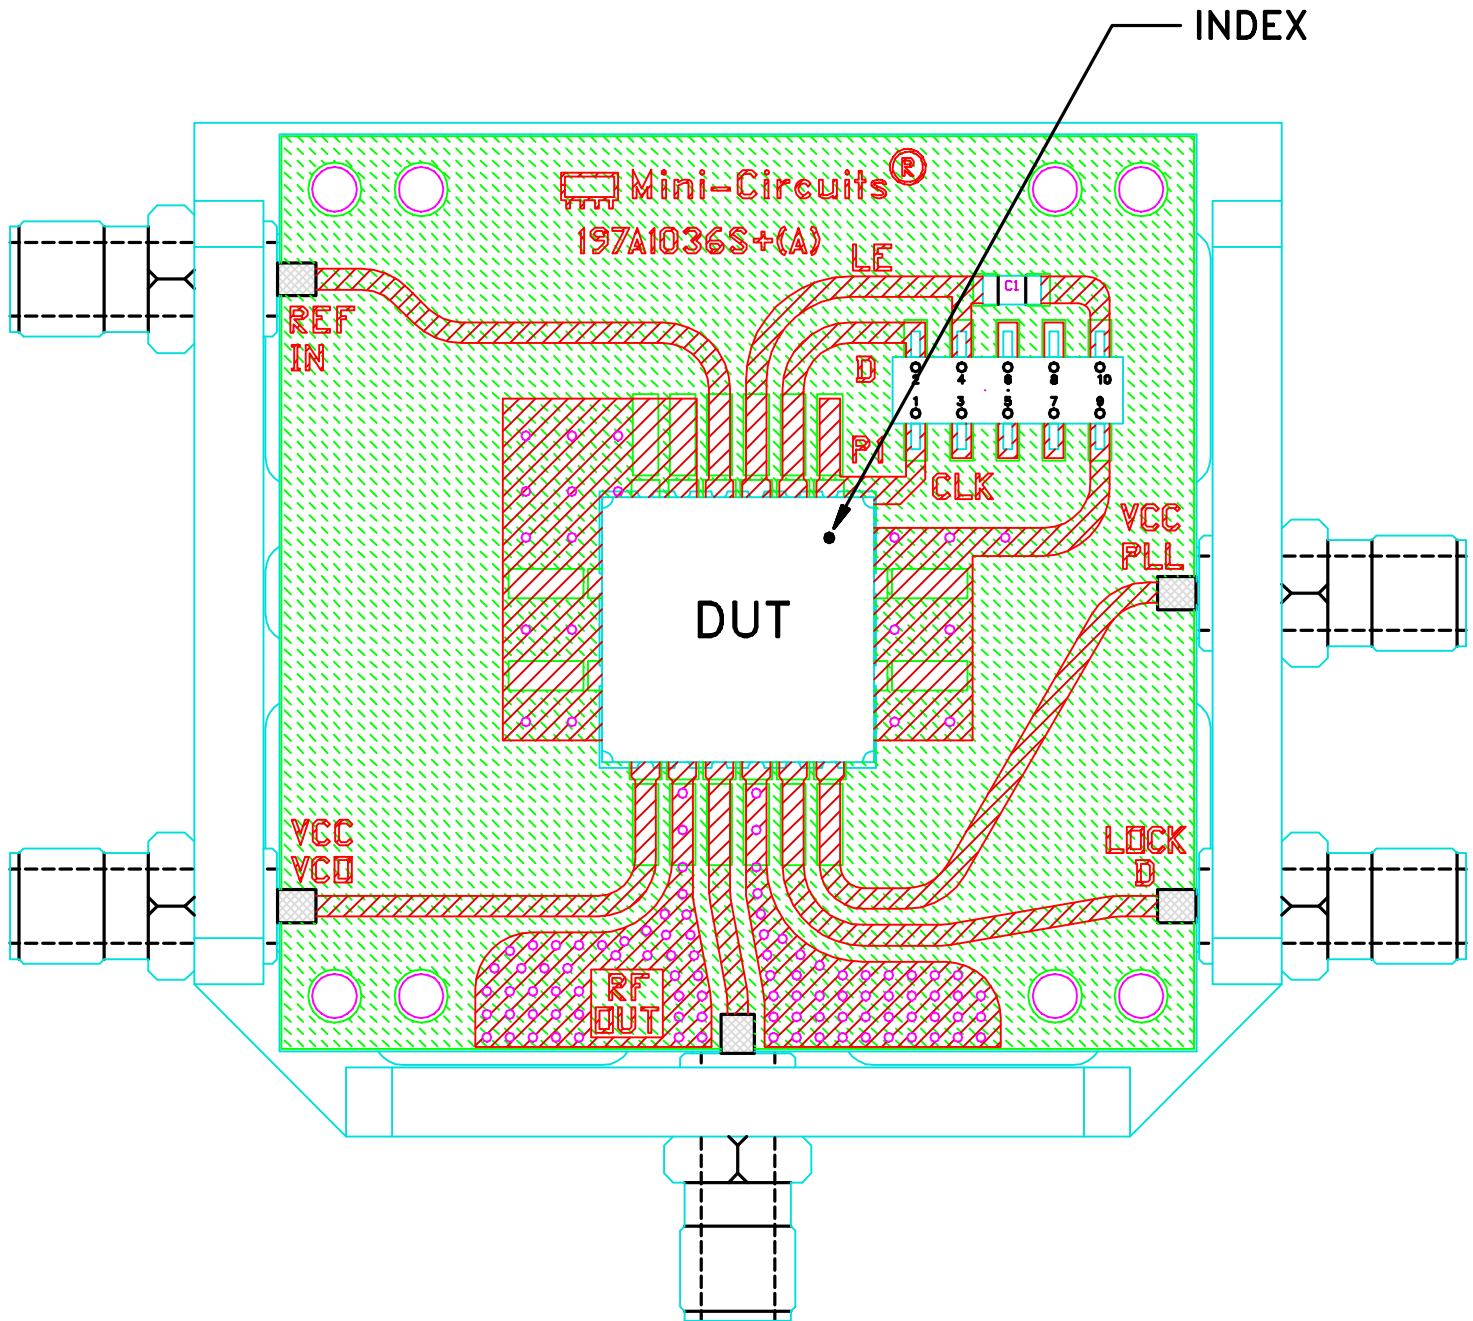 INDEX
Mini-Circuits®
197A1036S+(A)
LE
C1
REF
IN
D
2 4 6 8 10
1 3 5 7 9
P1
CLK
VCC
PLL
DUT
VCC
VCO
LOCK
D
RF
OUT